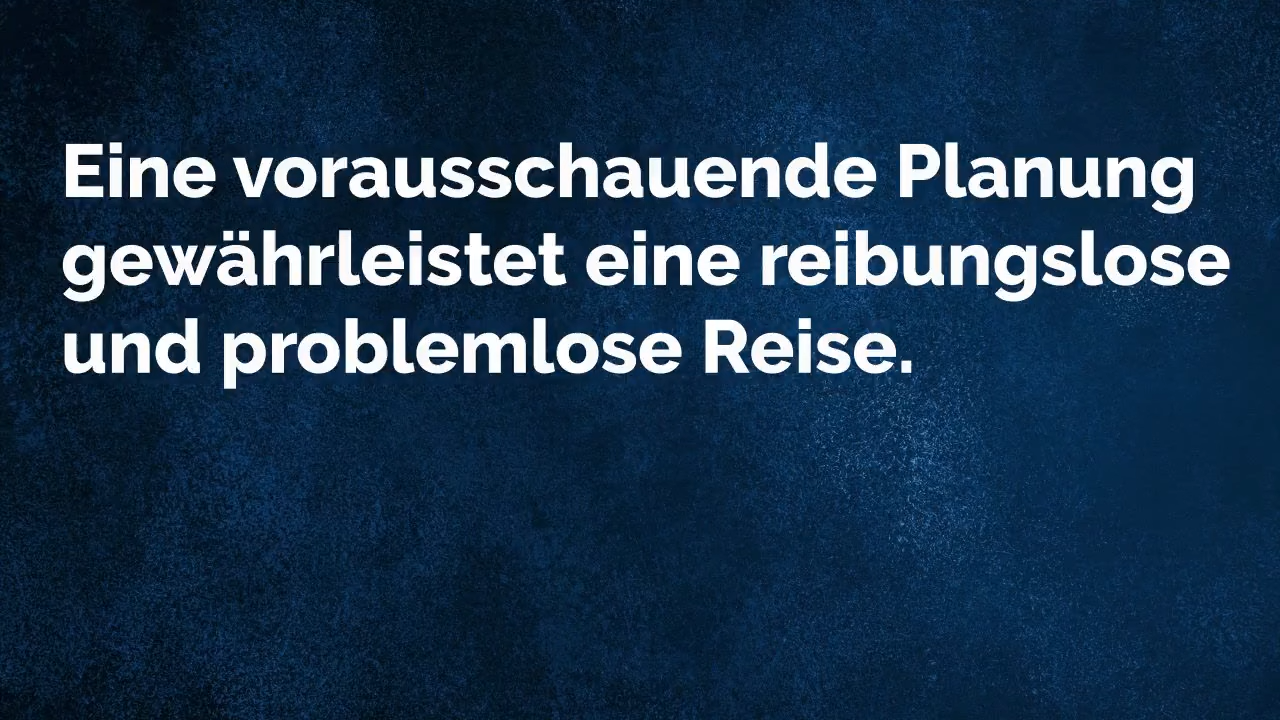 Eine vorausschauende Planung
gewährleistet eine reibungslose
und problemlose Reise.